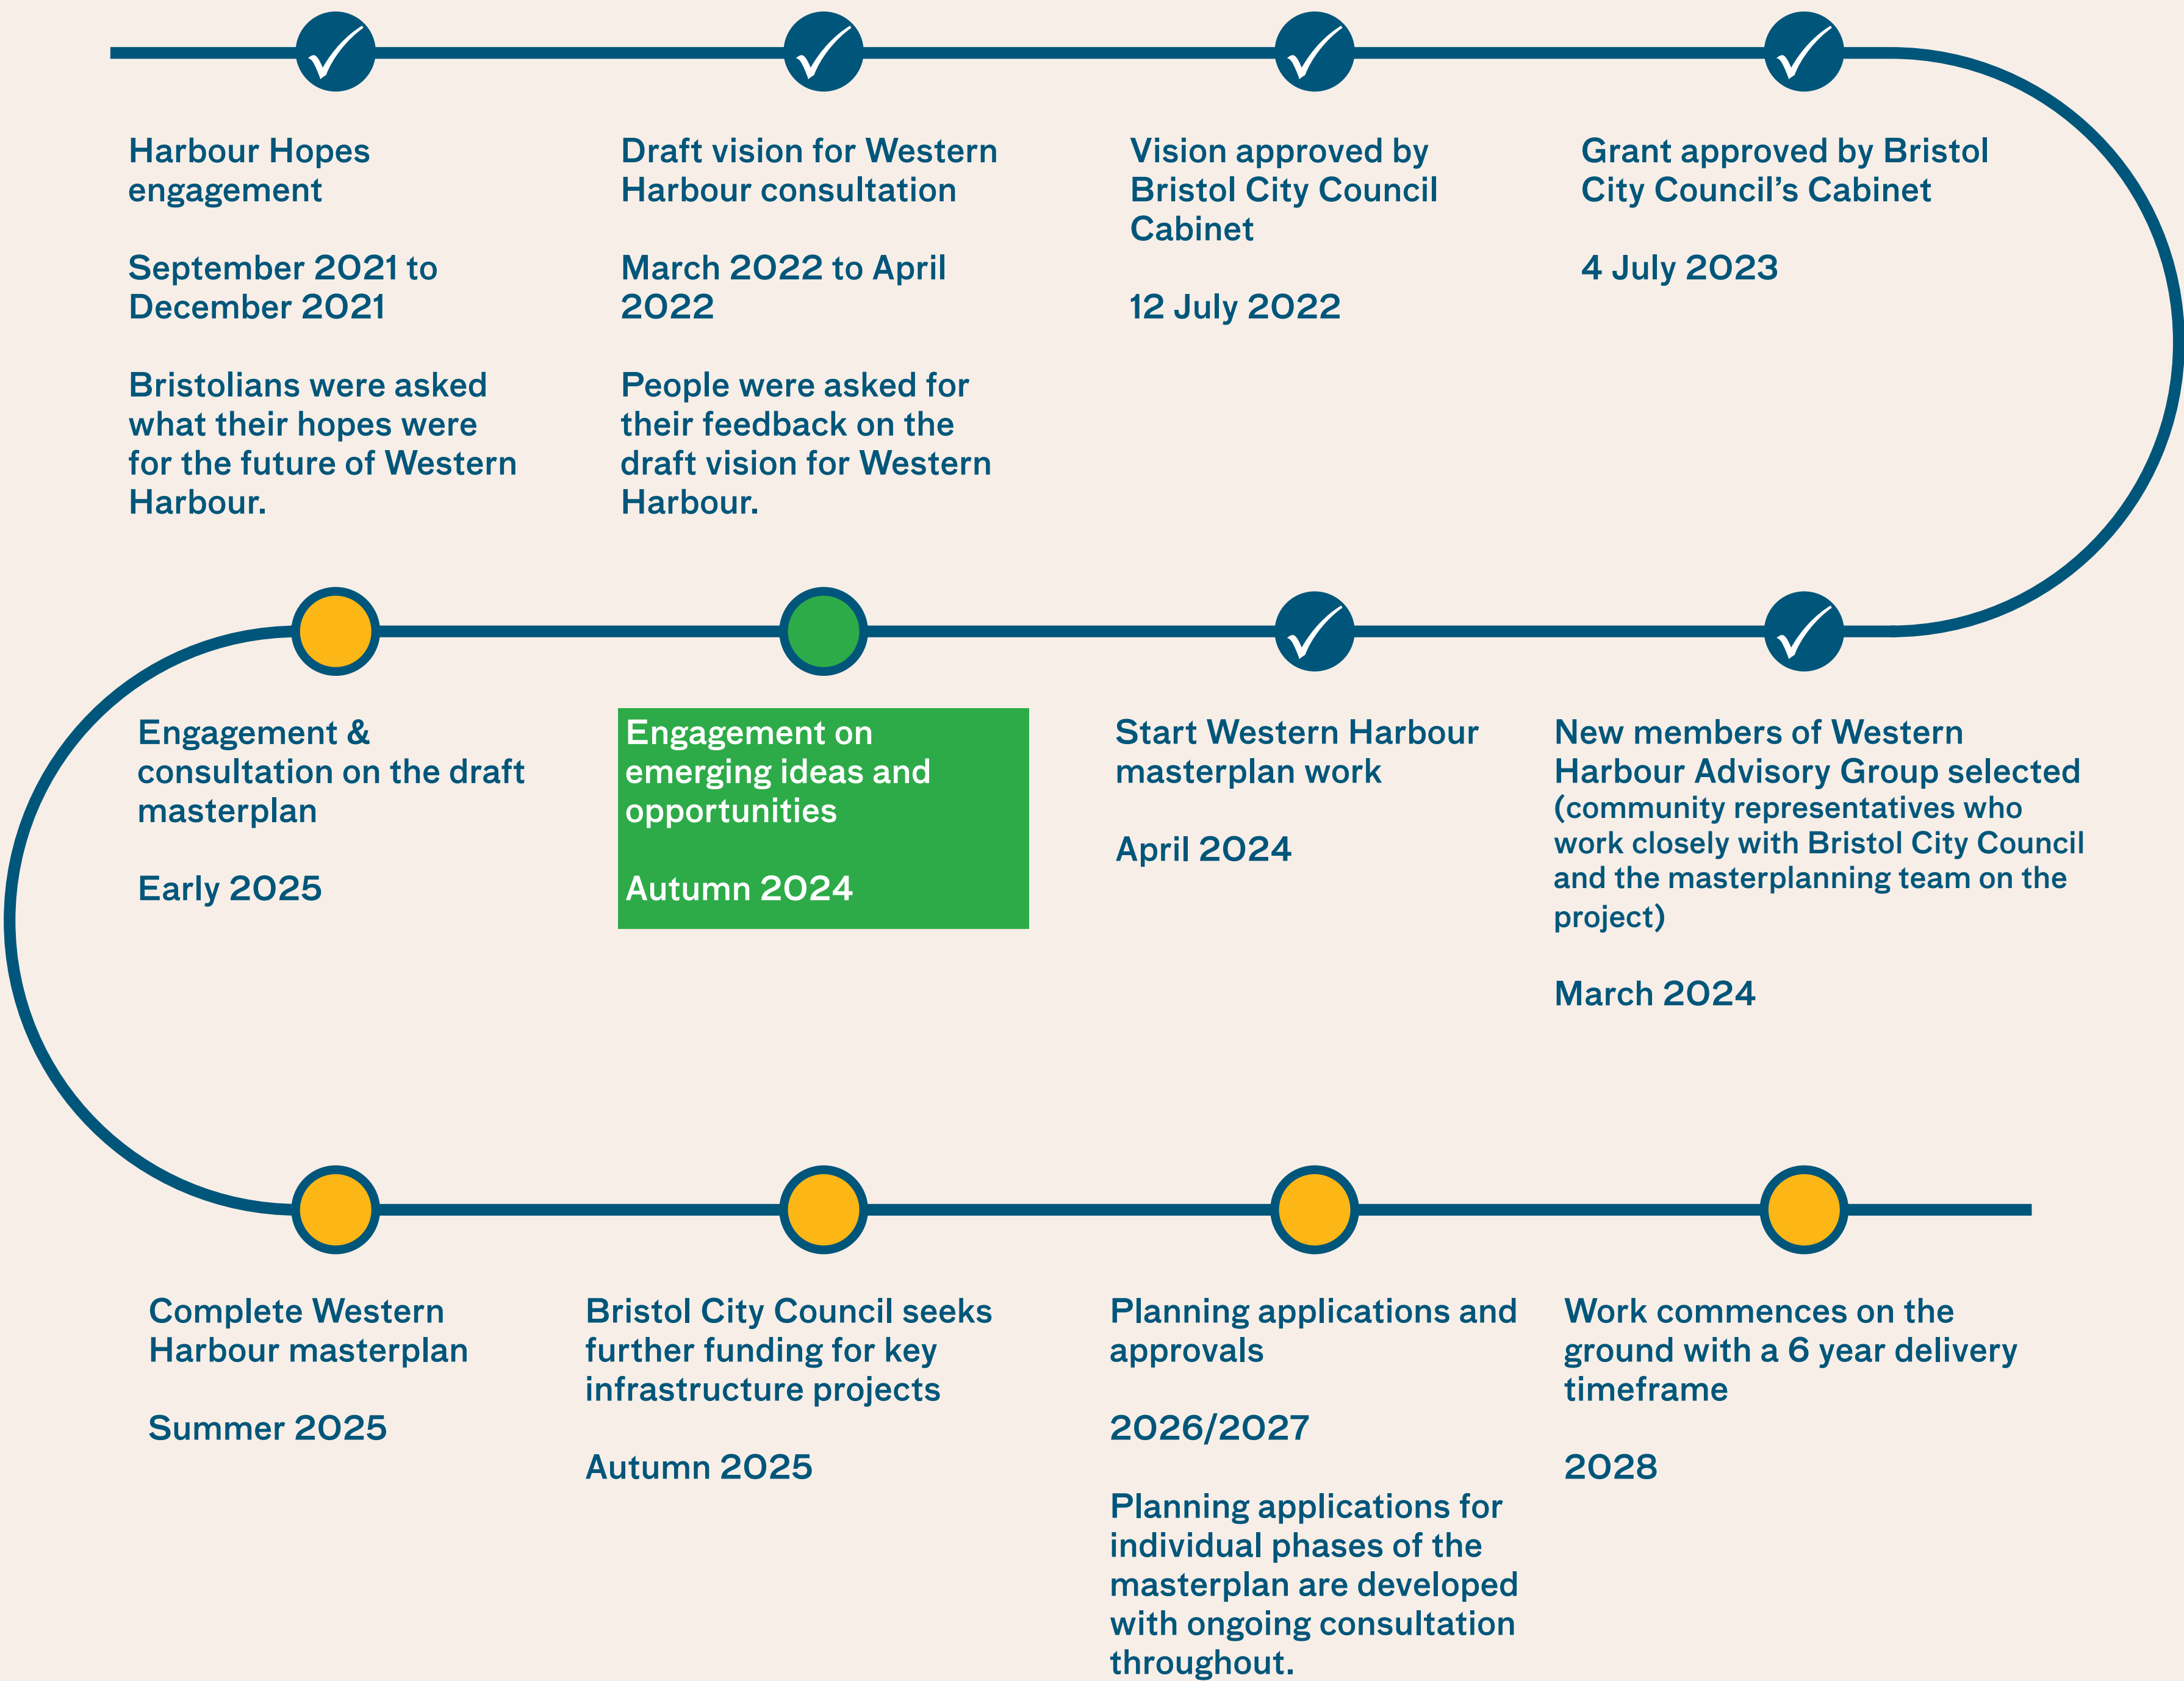 Harbour Hopes
engagement
September 2021 to
December 2021
Bristolians were asked
what their hopes were
for the future of Western
Harbour.
Draft vision for Western
Harbour consultation
March 2022 to April
2022
People were asked for
their feedback on the
draft vision for Western
Harbour.
Vision approved by
Bristol City Council
Cabinet
12 July 2022
Grant approved by Bristol
City Council’s Cabinet
4 July 2023
New members of Western
Harbour Advisory Group selected
(community representatives who
work closely with Bristol City Council
and the masterplanning team on the
project)
March 2024
Start Western Harbour
masterplan work
April 2024
Engagement on
emerging ideas and
opportunities
Autumn 2024
Engagement &
consultation on the draft
masterplan
Early 2025
Complete Western
Harbour masterplan
Summer 2025
Bristol City Council seeks
further funding for key
infrastructure projects
Autumn 2025
Planning applications and
approvals
2026/2027
Planning applications for
individual phases of the
masterplan are developed
with ongoing consultation
throughout.
Work commences on the
ground with a 6 year delivery
timeframe
2028